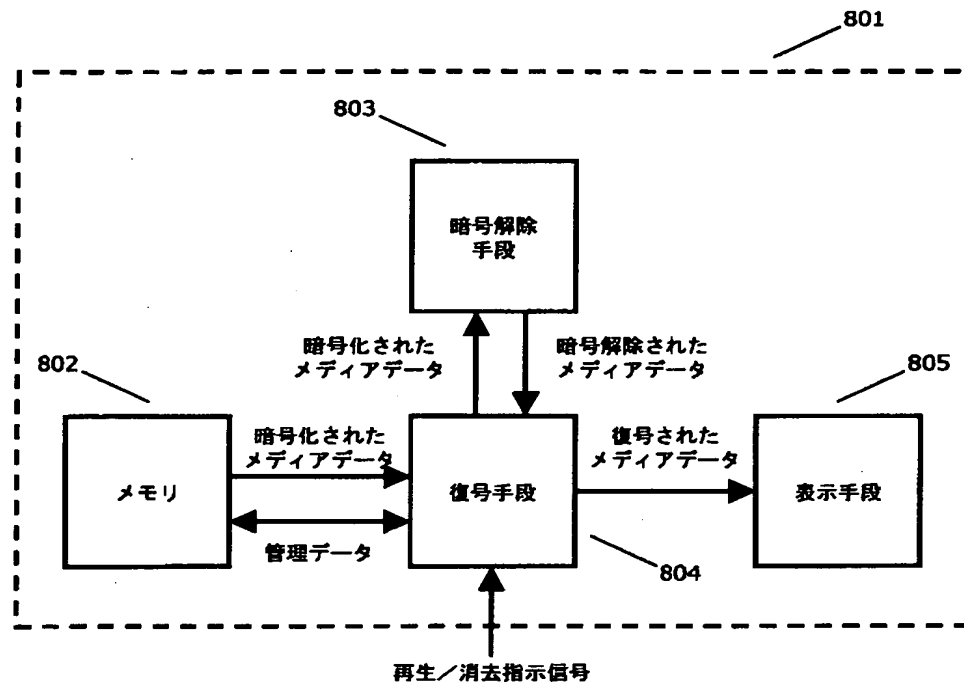 801
803
暗号解除
手段
802
暗号化された
メディアデータ
暗号解除された
メディアデータ
805
メモリ
暗号化された
メディアデータ
管理データ
復号手段
復号された
メディアデータ
表示手段
804
再生／消去指示信号